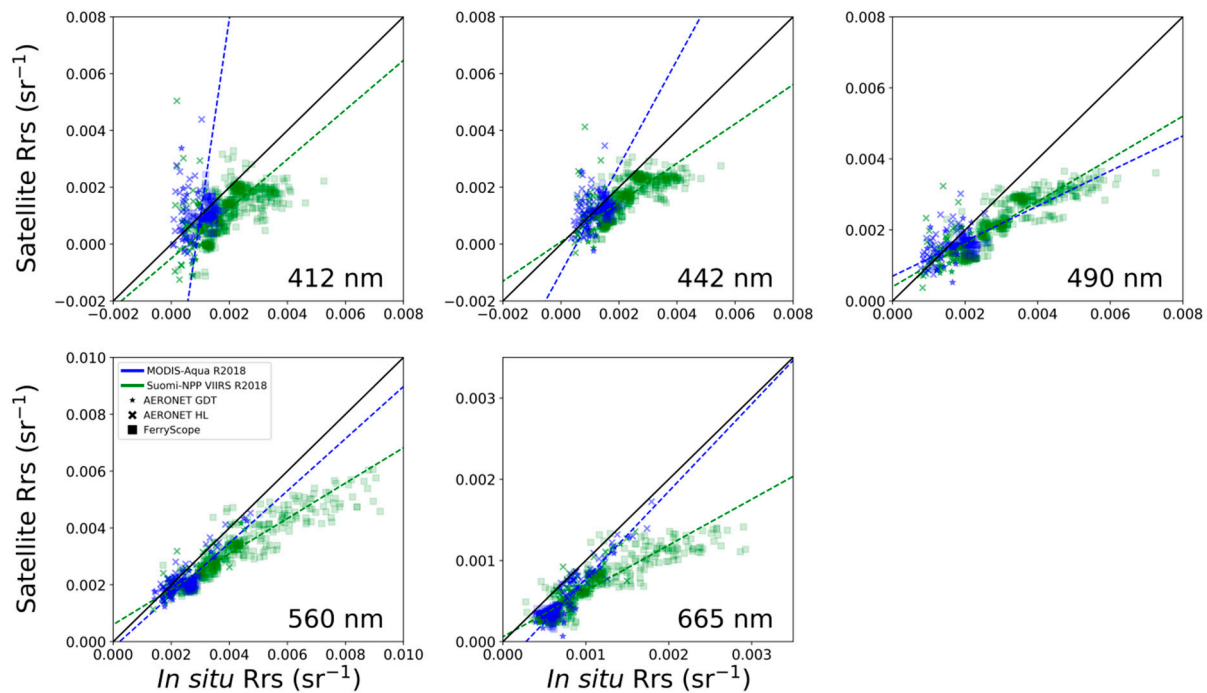 Satellite Rrs (sr⁻¹)
0.008
0.006
0.004
0.002
0.000
−0.002
−0.002 0.000 0.002 0.004 0.006 0.008
412 nm
0.008
0.006
0.004
0.002
0.000
−0.002
−0.002 0.000 0.002 0.004 0.006 0.008
442 nm
0.008
0.006
0.004
0.002
0.000
0.000 0.002 0.004 0.006 0.008
490 nm
Satellite Rrs (sr⁻¹)
0.010
0.008
0.006
0.004
0.002
0.000
0.000 0.002 0.004 0.006 0.008 0.010
MODIS-Aqua R2018
Suomi-NPP VIIRS R2018
AERONET GDT
AERONET HL
FerryScope
560 nm
In situ Rrs (sr⁻¹)
0.003
0.002
0.001
0.000
0.000 0.001 0.002 0.003
665 nm
In situ Rrs (sr⁻¹)